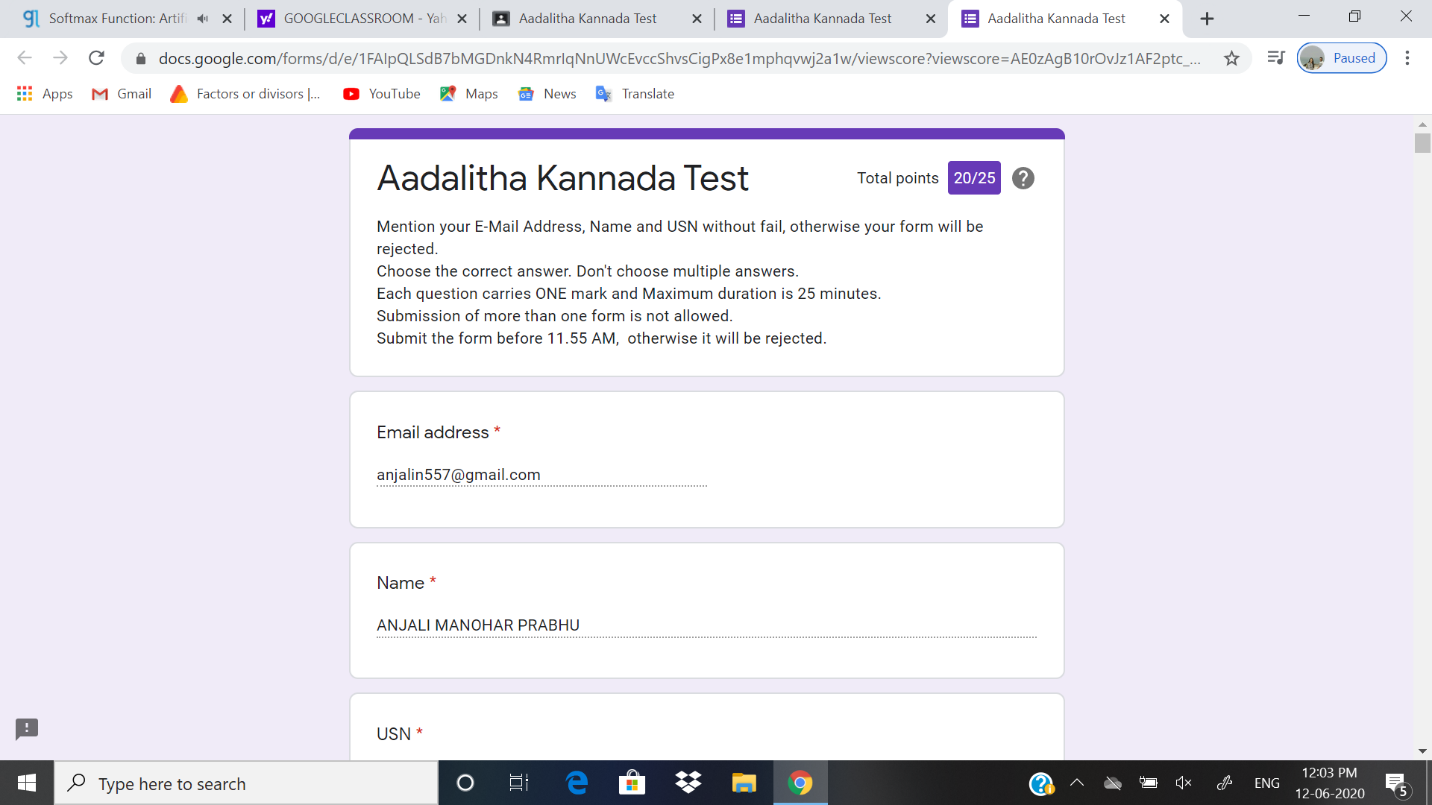 Softmax Function: Artifi
GOOGLECLASSROOM - Yah
Aadalitha Kannada Test
Aadalitha Kannada Test
Aadalitha Kannada Test
docs.google.com/forms/d/e/1FAIpQLSdB7bMGDnkN4RmrIqNnUWcEvccShvsCigPx8e1mphqvwj2a1w/viewscore?viewscore=AE0zAgB10rOvJz1AF2ptc_...
Paused
Apps
Gmail
Factors or divisors |...
YouTube
Maps
News
Translate
Aadalitha Kannada Test
Total points 20/25
Mention your E-Mail Address, Name and USN without fail, otherwise your form will be
rejected.
Choose the correct answer. Don't choose multiple answers.
Each question carries ONE mark and Maximum duration is 25 minutes.
Submission of more than one form is not allowed.
Submit the form before 11.55 AM,  otherwise it will be rejected.
Email address *
anjalin557@gmail.com
Name *
ANJALI MANOHAR PRABHU
USN *
Type here to search
ENG
12:03 PM
12-06-2020
5